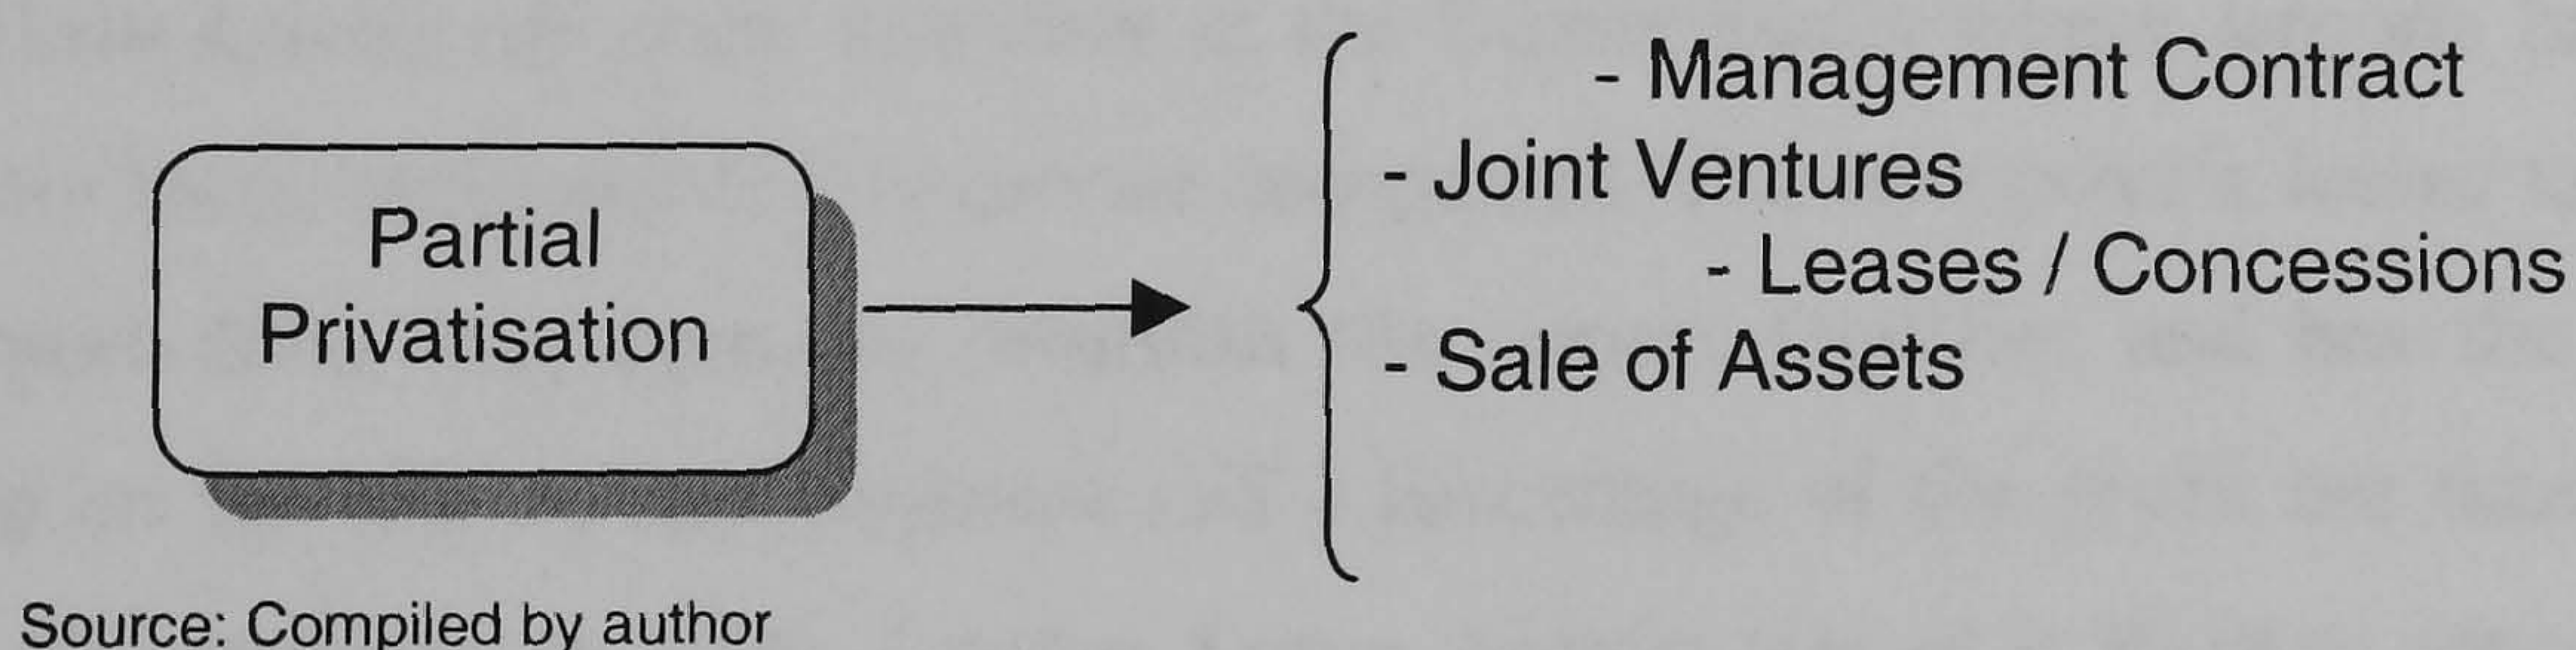 Partial
Privatisation
- Management Contract
- Joint Ventures
- Leases / Concessions
- Sale of Assets
Source: Compiled by author